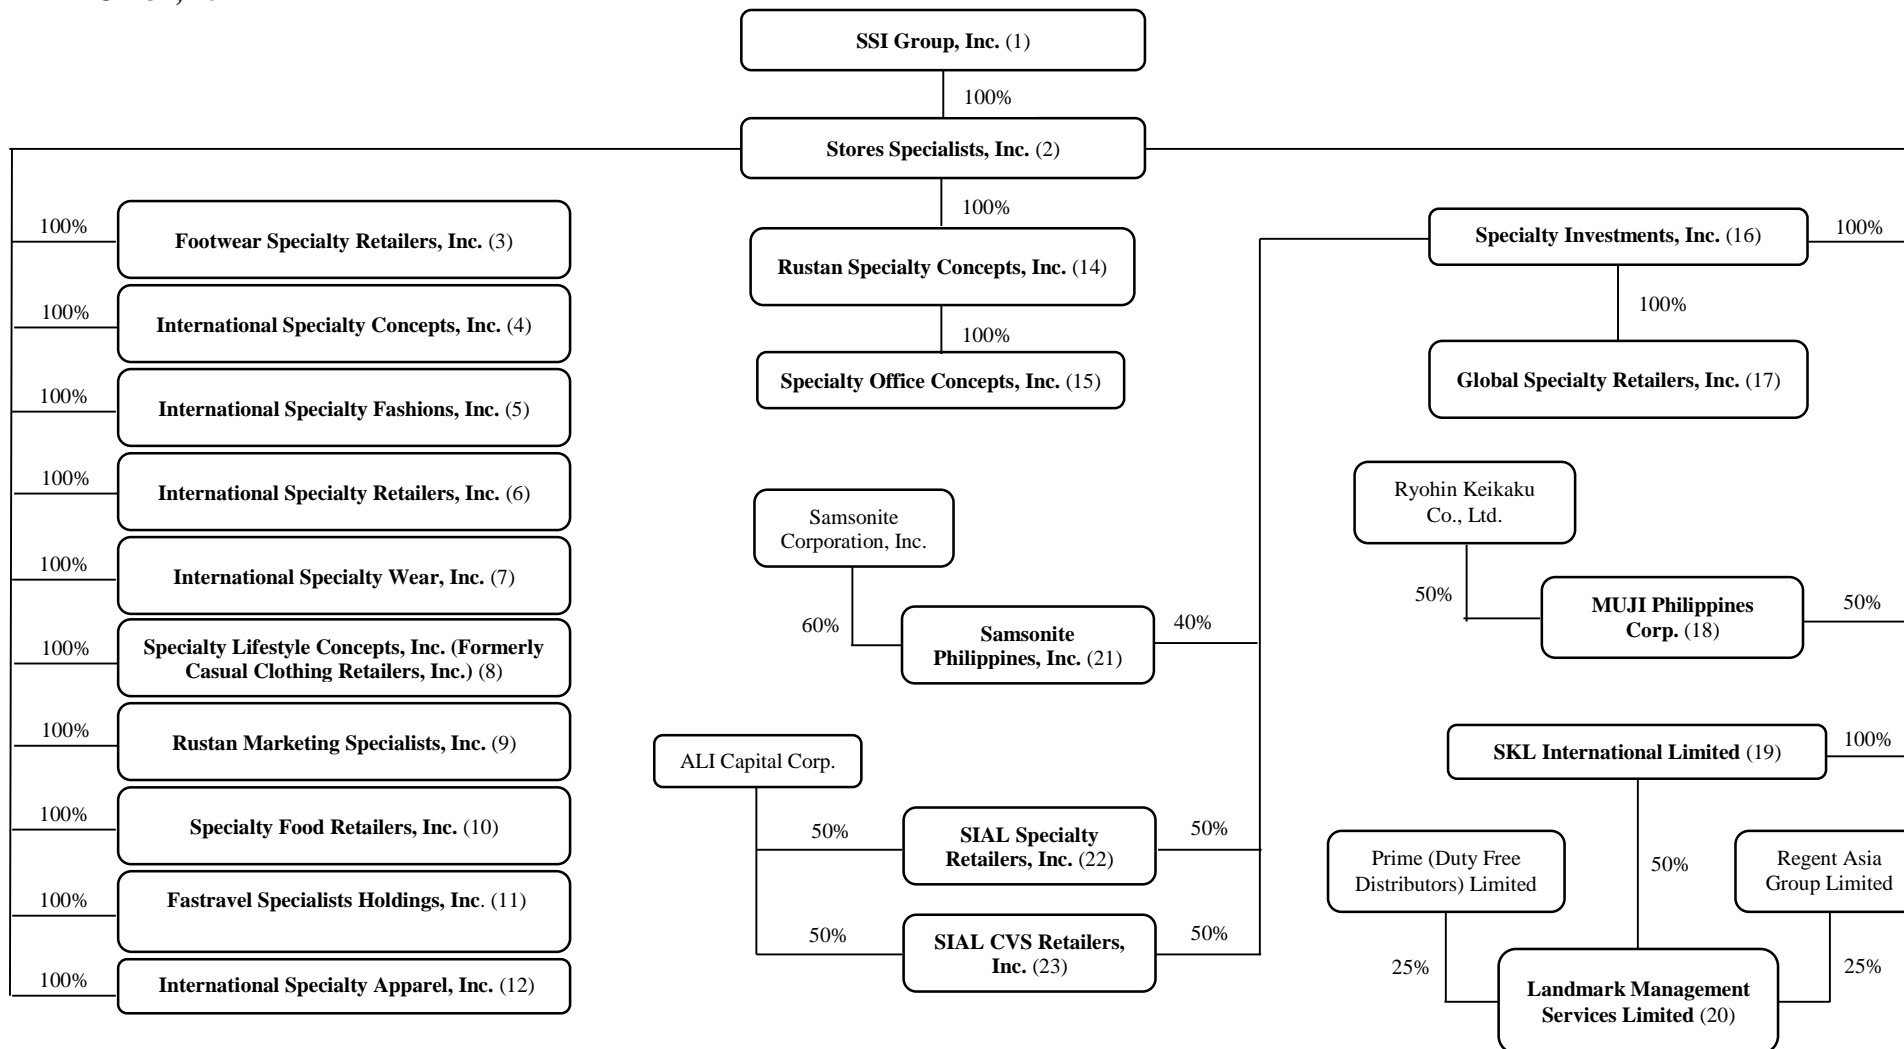 SSI Group, Inc. (1)
100%
Stores Specialists, Inc. (2)
100%
Footwear Specialty Retailers, Inc. (3)
100%
International Specialty Concepts, Inc. (4)
100%
International Specialty Fashions, Inc. (5)
100%
International Specialty Retailers, Inc. (6)
100%
International Specialty Wear, Inc. (7)
100%
Specialty Lifestyle Concepts, Inc. (Formerly
Casual Clothing Retailers, Inc.) (8)
100%
Rustan Marketing Specialists, Inc. (9)
100%
Specialty Food Retailers, Inc. (10)
100%
Fastravel Specialists Holdings, Inc. (11)
100%
International Specialty Apparel, Inc. (12)
100%
Rustan Specialty Concepts, Inc. (14)
100%
Specialty Office Concepts, Inc. (15)
Samsonite
Corporation, Inc.
60%
Samsonite
Philippines, Inc. (21)
40%
ALI Capital Corp.
50%
SIAL Specialty
Retailers, Inc. (22)
50%
50%
SIAL CVS Retailers,
Inc. (23)
50%
Specialty Investments, Inc. (16)
100%
100%
Global Specialty Retailers, Inc. (17)
Ryohin Keikaku
Co., Ltd.
50%
MUJI Philippines
Corp. (18)
50%
SKL International Limited (19)
100%
Prime (Duty Free
Distributors) Limited
50%
Regent Asia
Group Limited
25%
Landmark Management
Services Limited (20)
25%